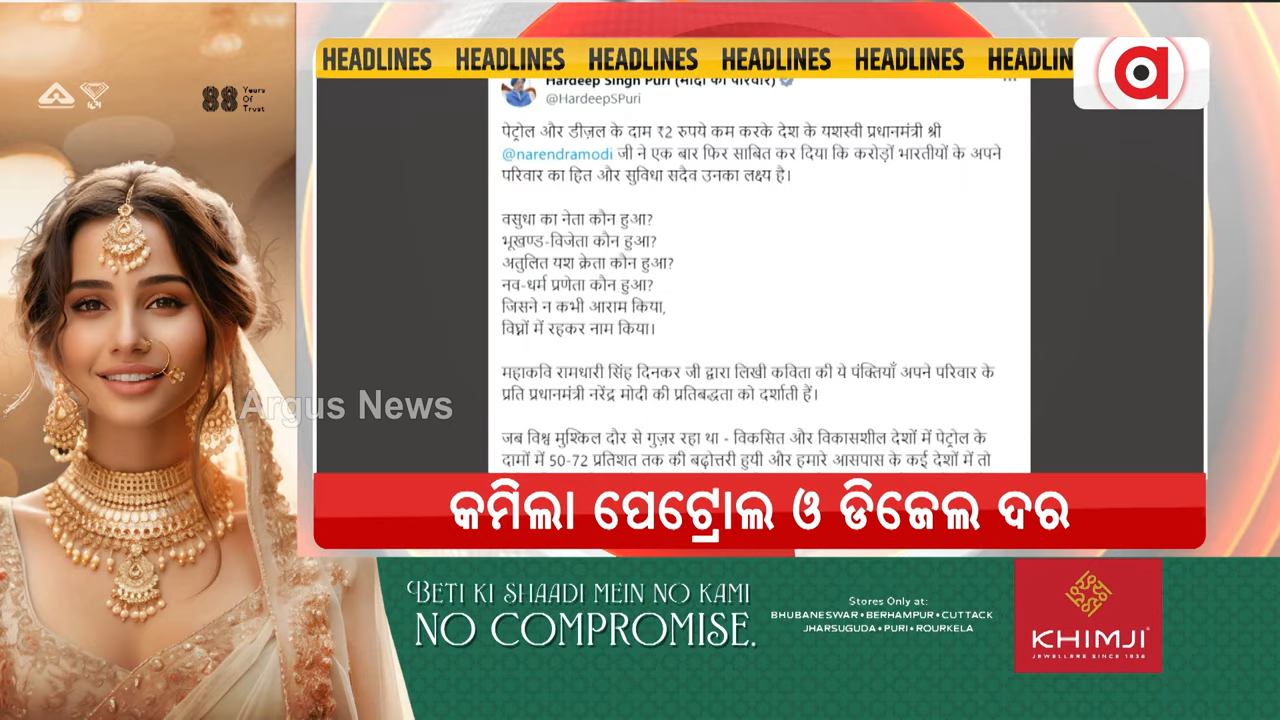 HEADLINES HEADLINES HEADLINES HEADLINES HEADLINES HEADLIN
a
88 Years Of Trust
Hardeep Singh Puri (मोदी का परिवार)
@HardeepSPuri
पेट्रोल और डीज़ल के दाम ₹2 रुपये कम करके देश के यशस्वी प्रधानमंत्री श्री
@narendramodi जी ने एक बार फिर साबित कर दिया कि करोड़ों भारतीयों के अपने
परिवार का हित और सुविधा सदैव उनका लक्ष्य है।
वसुधा का नेता कौन हुआ?
भूखण्ड-विजेता कौन हुआ?
अतुलित यश क्रेता कौन हुआ?
नव-धर्म प्रणेता कौन हुआ?
जिसने न कभी आराम किया,
विघ्नों में रहकर नाम किया।
महाकवि रामधारी सिंह दिनकर जी द्वारा लिखी कविता की ये पंक्तियाँ अपने परिवार के
प्रति प्रधानमंत्री नरेंद्र मोदी की प्रतिबद्धता को दर्शाती हैं।
जब विश्व मुश्किल दौर से गुज़र रहा था - विकसित और विकासशील देशों में पेट्रोल के
दामों में 50-72 प्रतिशत तक की बढ़ोत्तरी हुयी और हमारे आसपास के कई देशों में तो
Argus News
କମିଲା ପେଟ୍ରୋଲ ଓ ଡିଜେଲ ଦର
BETI KI SHAADI MEIN NO KAMI
NO COMPROMISE.
Stores Only at:
BHUBANESWAR • BERHAMPUR • CUTTACK
JHARSUGUDA • PURI • ROURKELA
KHIMJI
JEWELLERS SINCE 1936